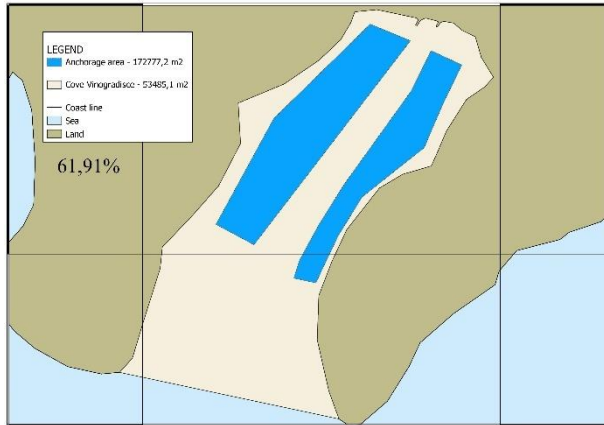 LEGEND
Anchorage area - 172777,2 m2
Cove Vinogradisce - 53485,1 m2
Coast line
Sea
Land
61,91%